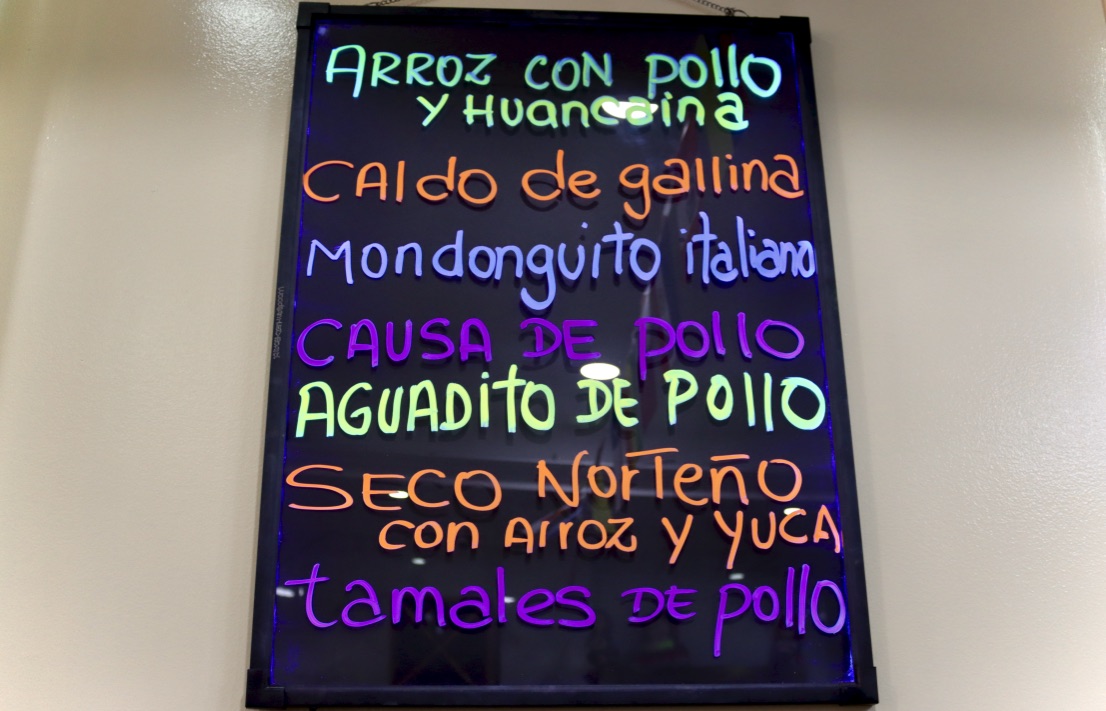 ARROZ CON pollo
Y HUancaina
CAldo de gallina
Mondonguito italiano
CAUSA DE pollo
AGUADito DE Pollo
SECO NorTeño
con Arroz y YUCA
tamales DE pollo